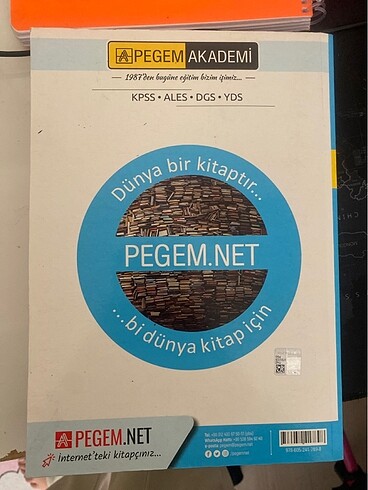 PEGEM AKADEMİ
1987'den bugüne eğitim bizim işimiz...
KPSS • ALES • DGS • YDS
Dünya bir kitaptır...
PEGEM.NET
...bi dünya kitap için
PEGEM.NET
İnternet'teki kitapçınız...
/pegemnet